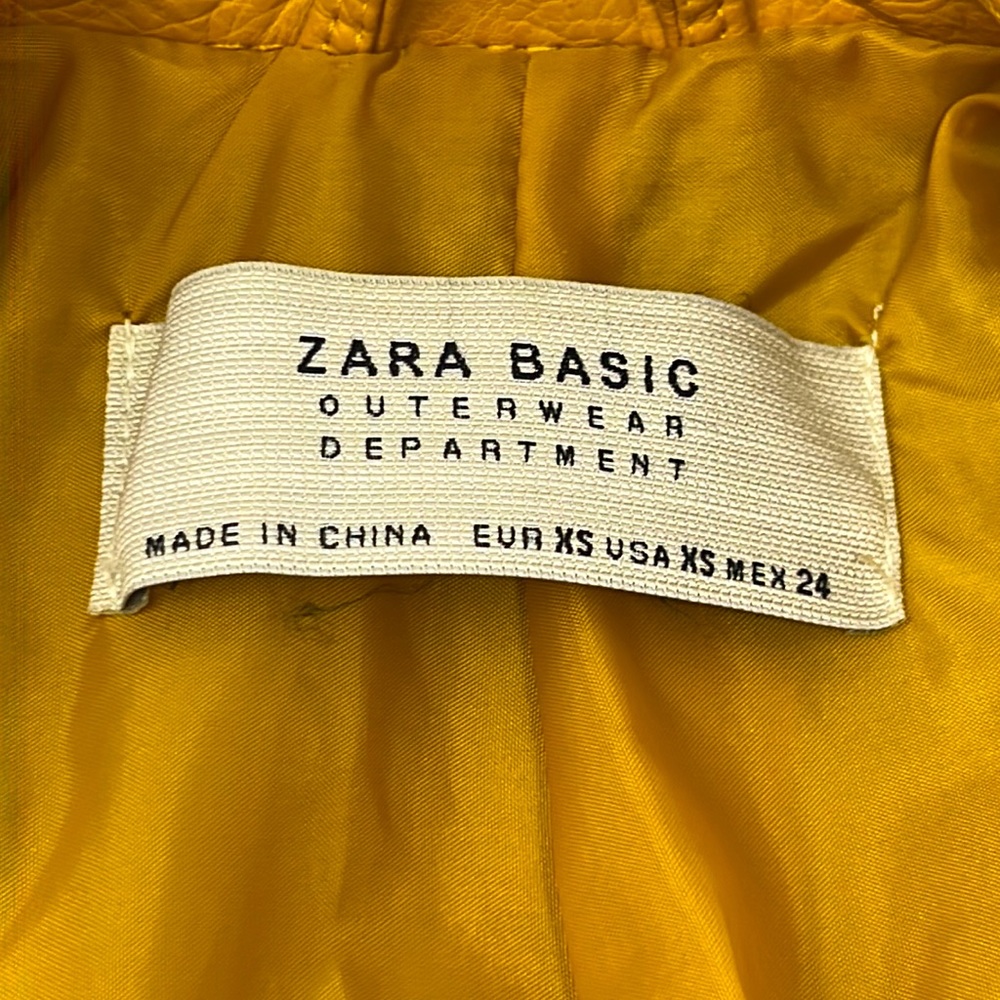 ZARA BASIC
OUTERWEAR
DEPARTMENT
MADE IN CHINA EUR XS USA XS MEX 24